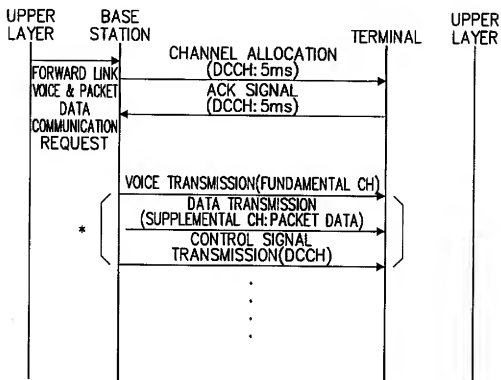 UPPER
LAYER
BASE
STATION
TERMINAL
UPPER
LAYER
FORWARD LINK
VOICE & PACKET
DATA
COMMUNICATION
REQUEST
CHANNEL ALLOCATION
(DCCH:5ms)
ACK SIGNAL
(DCCH:5ms)
VOICE TRANSMISSION(FUNDAMENTAL CH)
DATA TRANSMISSION
(SUPPLEMENTAL CH:PACKET DATA)
CONTROL SIGNAL
TRANSMISSION(DCCH)
*